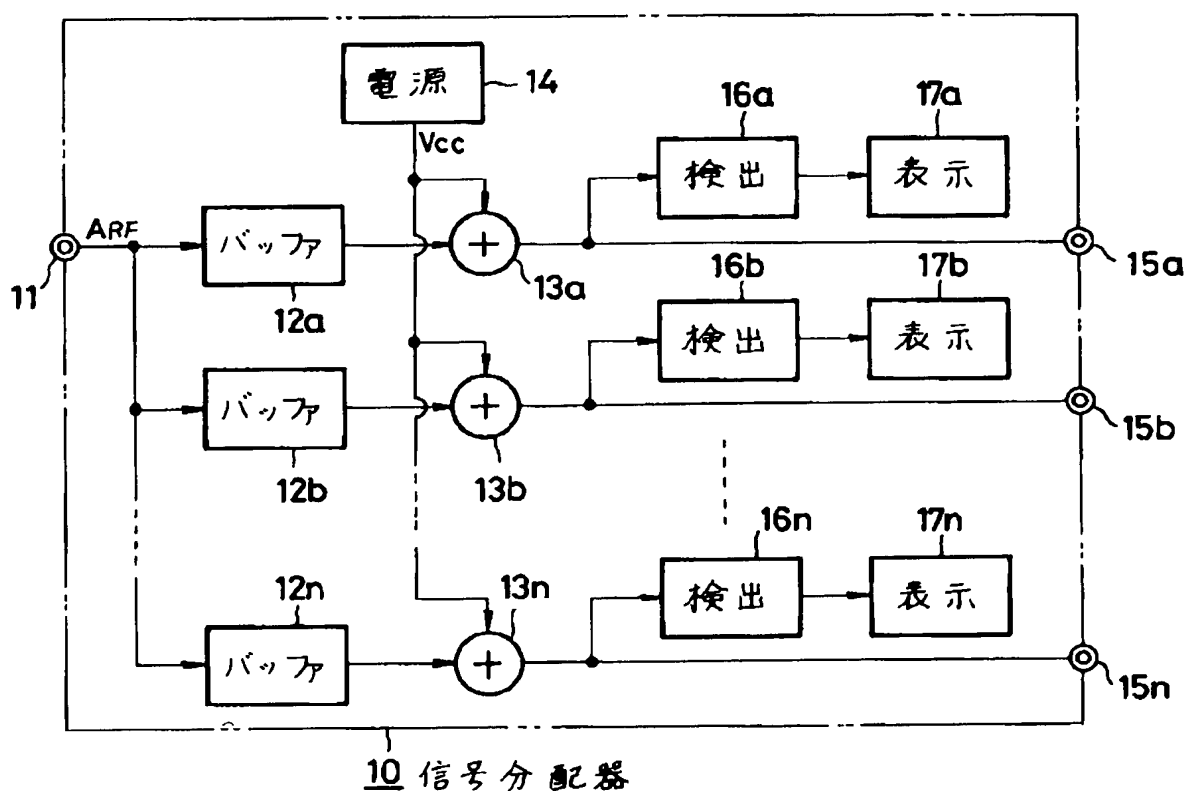 電源
14
Vcc
16a
17a
検出
表示
ARF
バッファ
11
12a
13a
15a
16b
17b
検出
表示
バッファ
12b
13b
15b
16n
17n
検出
表示
12n
13n
バッファ
15n
10 信号分配器